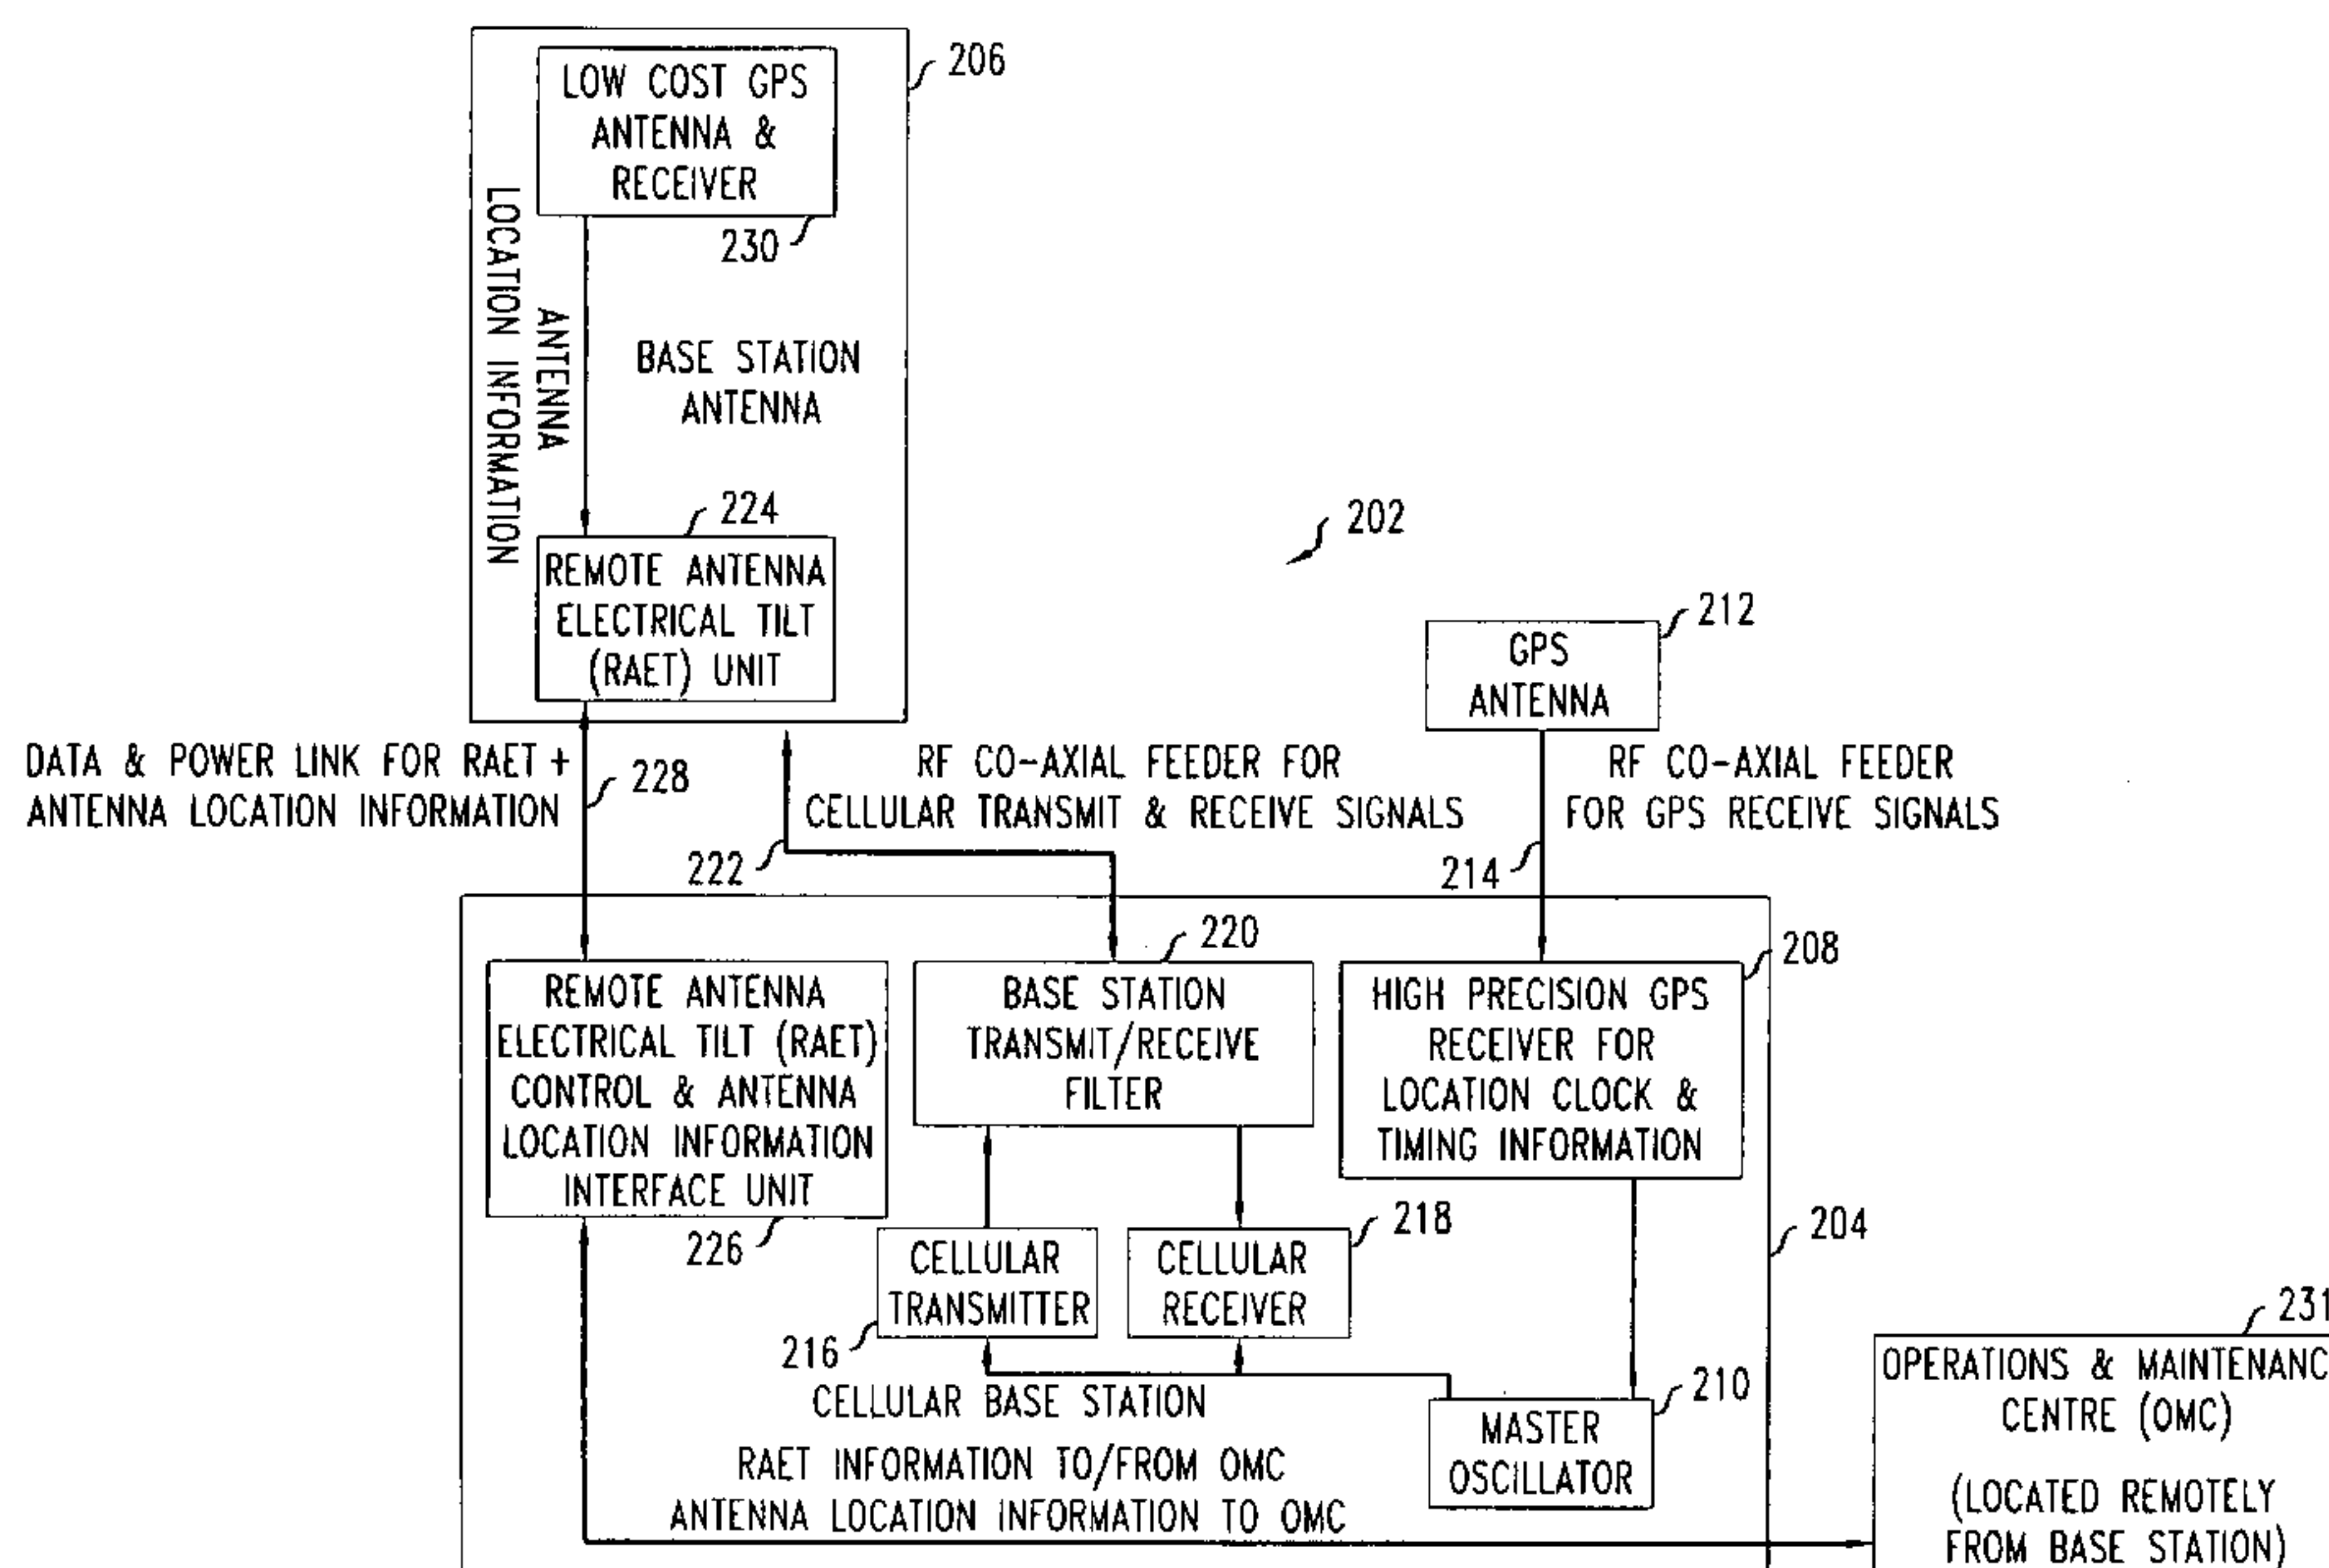 206
LOW COST GPS
ANTENNA &
RECEIVER
230
ANTENNA
LOCATION INFORMATION
BASE STATION
ANTENNA
224
REMOTE ANTENNA
ELECTRICAL TILT
(RAET) UNIT
202
212
GPS
ANTENNA
DATA & POWER LINK FOR RAET +
ANTENNA LOCATION INFORMATION
228
RF CO-AXIAL FEEDER FOR
CELLULAR TRANSMIT & RECEIVE SIGNALS
222
RF CO-AXIAL FEEDER
FOR GPS RECEIVE SIGNALS
214
REMOTE ANTENNA
ELECTRICAL TILT (RAET)
CONTROL & ANTENNA
LOCATION INFORMATION
INTERFACE UNIT
226
220
BASE STATION
TRANSMIT/RECEIVE
FILTER
208
HIGH PRECISION GPS
RECEIVER FOR
LOCATION CLOCK &
TIMING INFORMATION
204
CELLULAR
TRANSMITTER
216
218
CELLULAR
RECEIVER
210
MASTER
OSCILLATOR
CELLULAR BASE STATION
RAET INFORMATION TO/FROM OMC
ANTENNA LOCATION INFORMATION TO OMC
231
OPERATIONS & MAINTENANC
CENTRE (OMC)
(LOCATED REMOTELY
FROM BASE STATION)